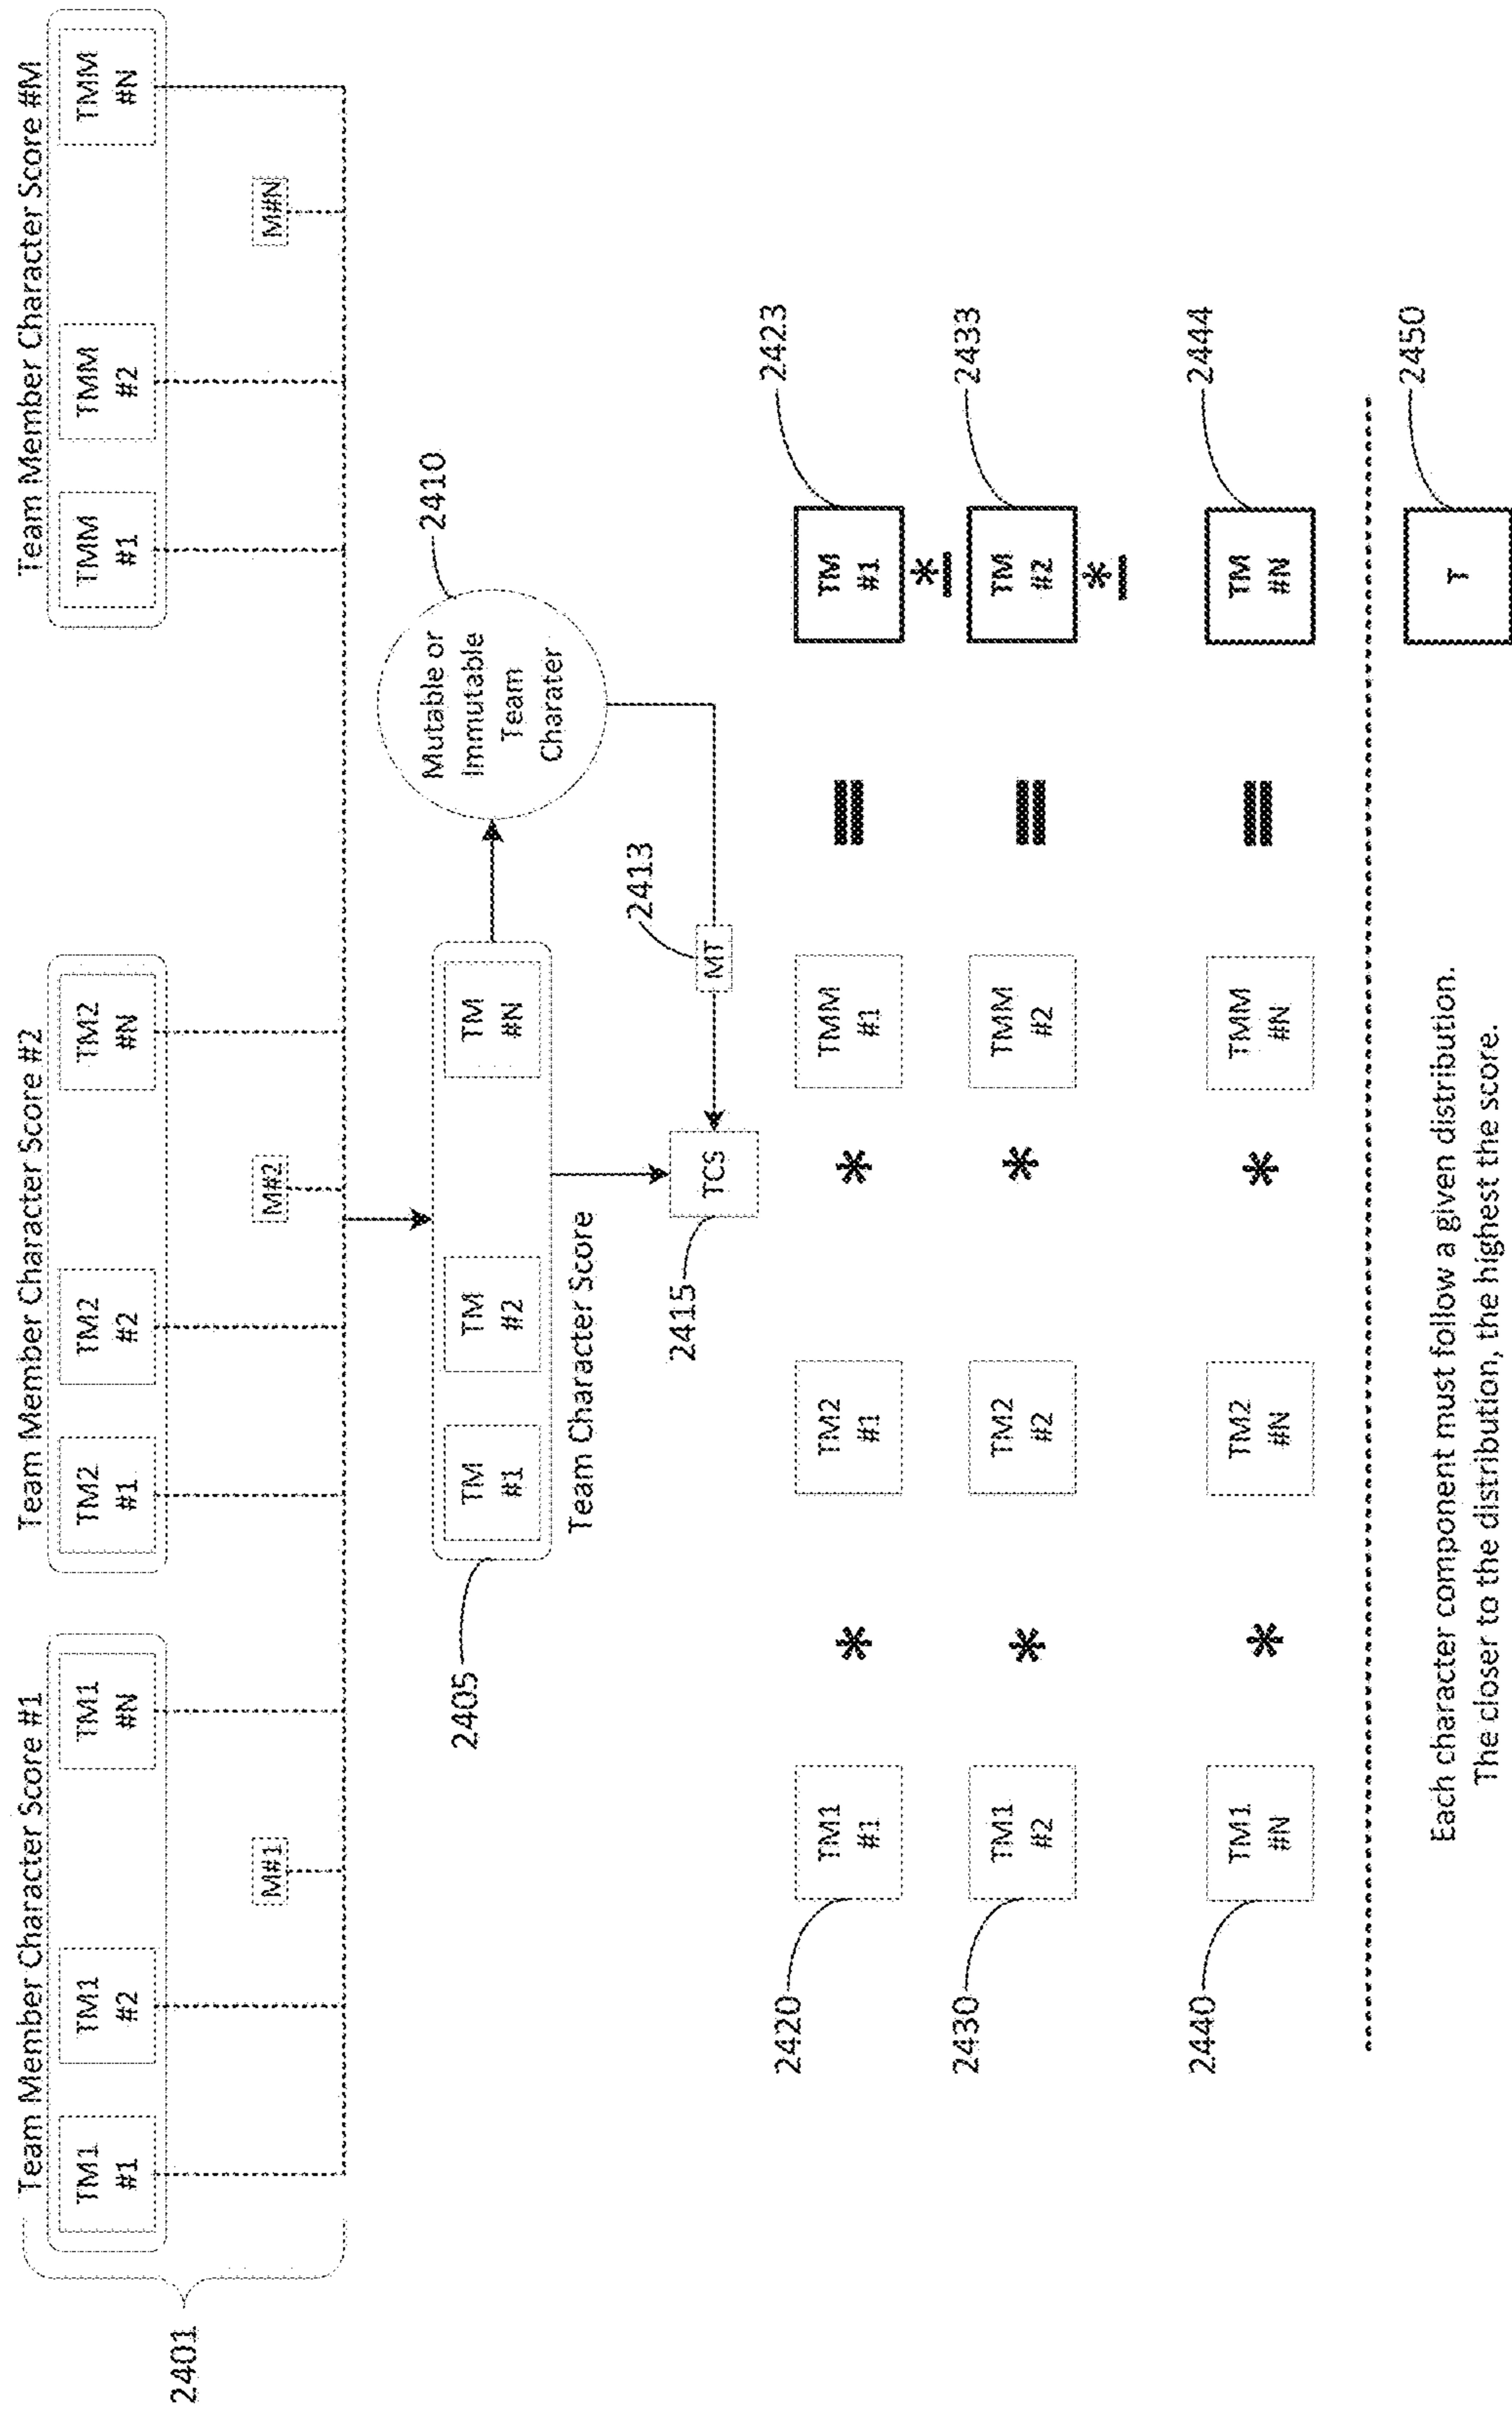 Team Member Character Score #1
Team Member Character Score #2
Team Member Character Score #M
TM1
#1
TM1
#2
TM1
#N
TM2
#1
TM2
#2
TM2
#N
TMM
#1
TMM
#2
TMM
#N
2401
M#1
M#2
M#N
2405
TM
#1
TM
#2
TM
#N
Team Character Score
2410
Mutable or
Immutable
Team
Charater
2413
MT
2415
TCS
2420
TM1
#1
*
TM2
#1
*
TMM
#1
=
TM
#1
2423
*
2430
TM1
#2
*
TM2
#2
*
TMM
#2
=
TM
#2
2433
*
2440
TM1
#N
*
TM2
#N
*
TMM
#N
=
TM
#N
2444
T
2450
Each character component must follow a given distribution.
The closer to the distribution, the highest the score.